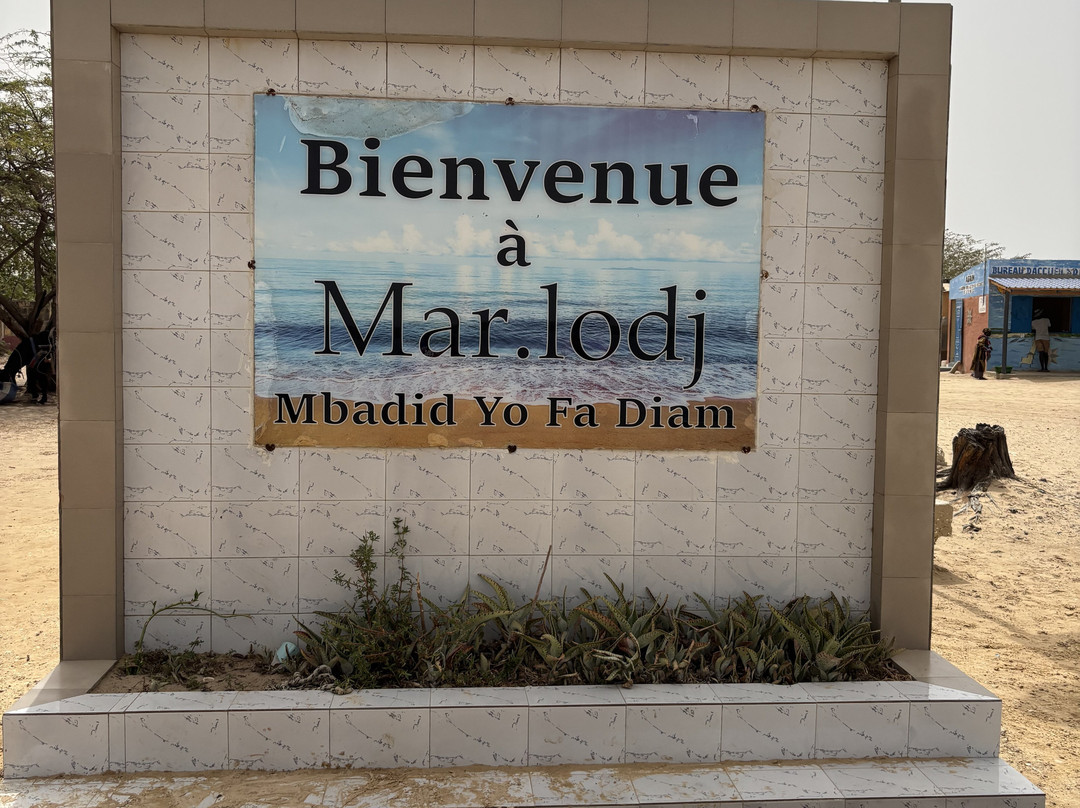 Bienvenue
à
Mar.lodj
Mbadid Yo Fa Diam
BUREAU D'ACCUEIL